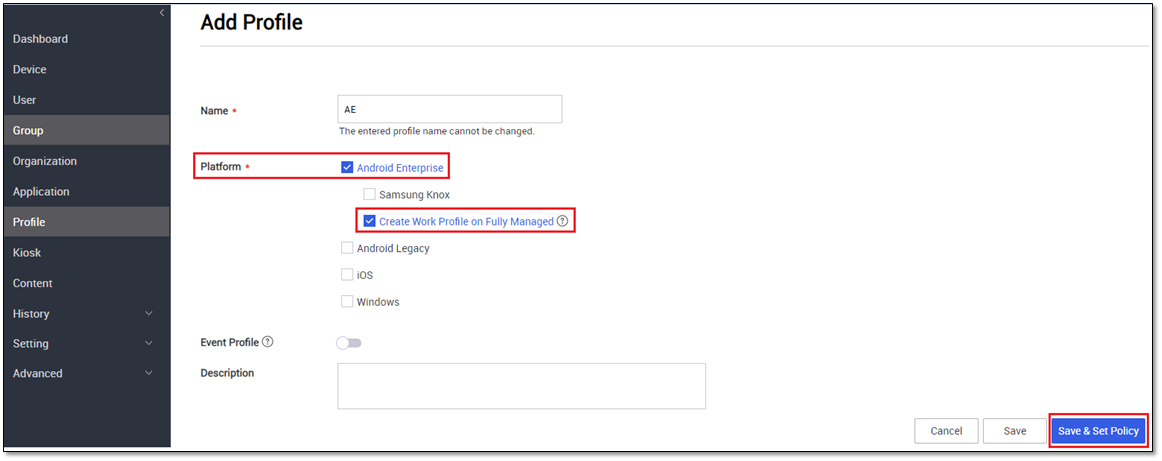 Dashboard
Device
User
Group
Organization
Application
Profile
Kiosk
Content
History
Setting
Advanced
Add Profile
Name *
AE
The entered profile name cannot be changed.
Platform *
Android Enterprise
Samsung Knox
Create Work Profile on Fully Managed ?
Android Legacy
iOS
Windows
Event Profile ?
Description
Cancel
Save
Save & Set Policy